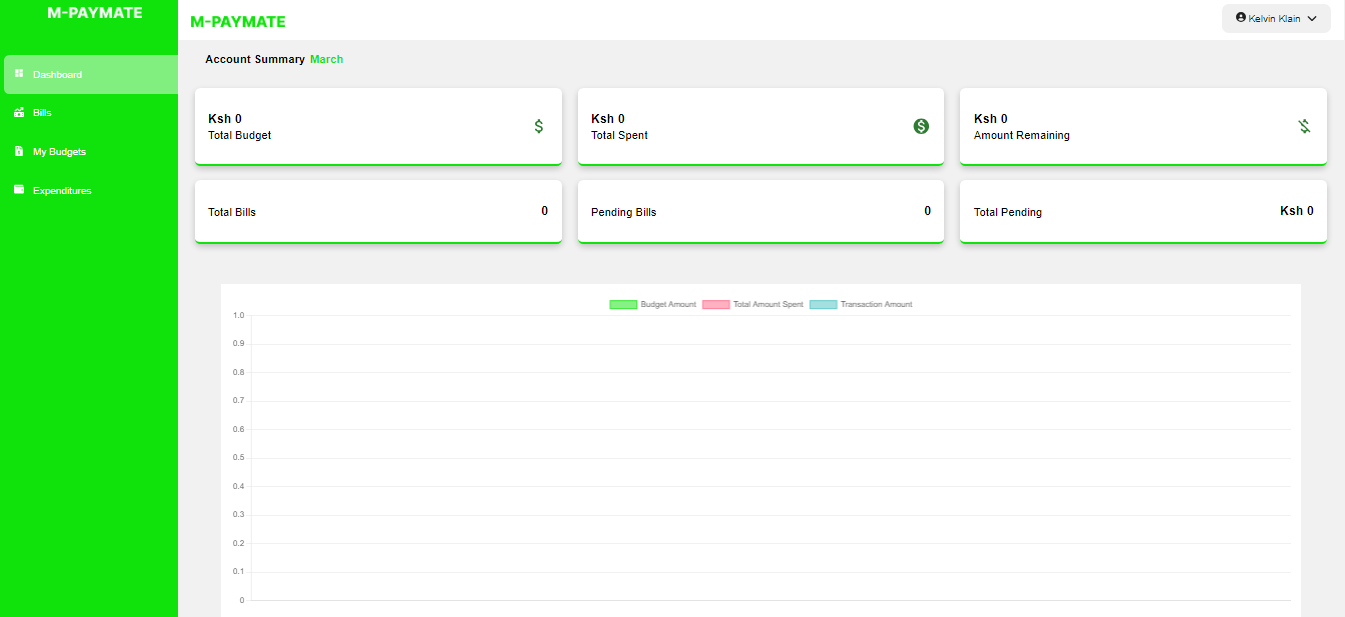 M-PAYMATE
Dashboard
Bills
My Budgets
Expenditures
M-PAYMATE
Kelvin Klain
Account Summary March
Ksh 0
Total Budget
$
Ksh 0
Total Spent
$
Ksh 0
Amount Remaining
Total Bills 0
Pending Bills 0
Total Pending Ksh 0
Budget Amount Total Amount Spent Transaction Amount
1.0
0.9
0.8
0.7
0.6
0.5
0.4
0.3
0.2
0.1
0